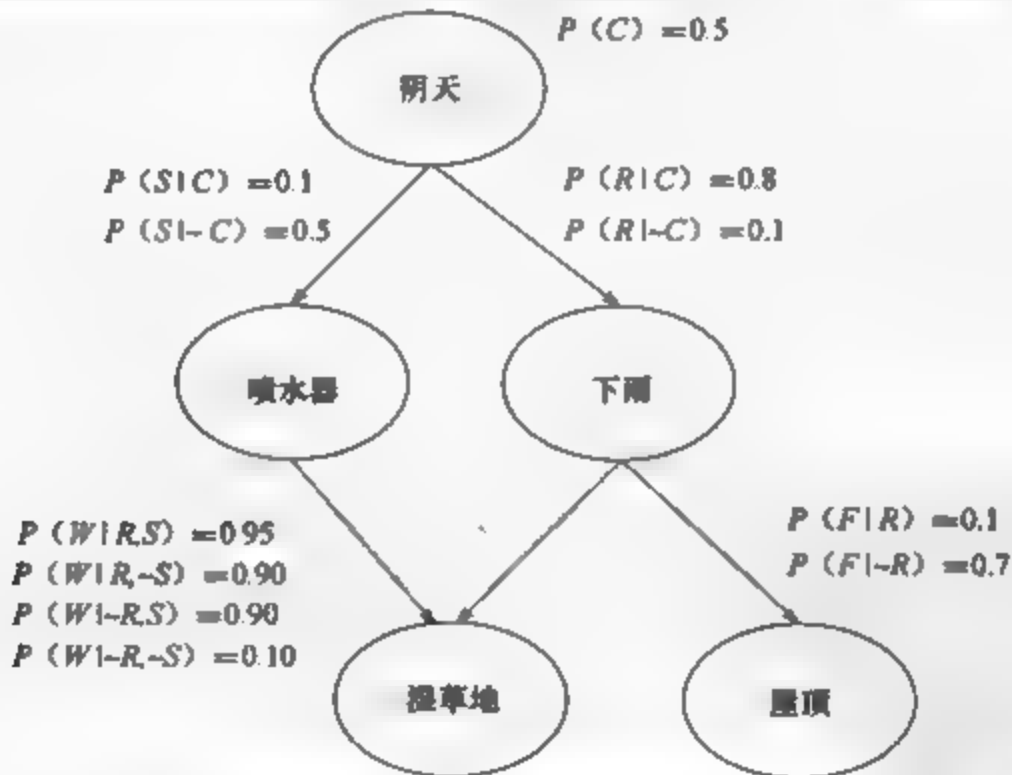 P（C）=0.5
阴天
P（S|C）=0.1
P（S|~C）=0.5
P（R|C）=0.8
P（R|~C）=0.1
喷水器
下雨
P（W|R,S）=0.95
P（W|R,~S）=0.90
P（W|~R,S）=0.90
P（W|~R,~S）=0.10
P（F|R）=0.1
P（F|~R）=0.7
湿草地
屋顶